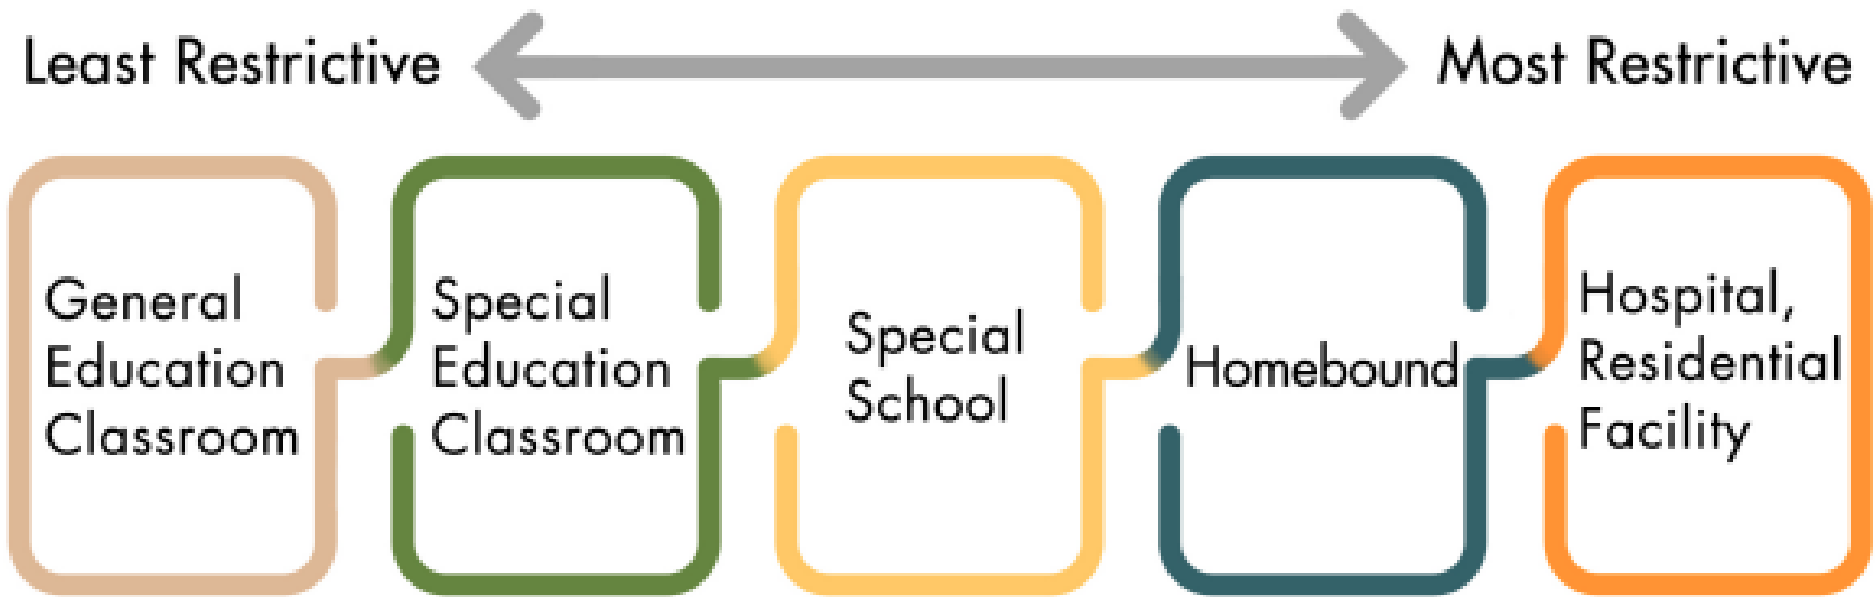 Least Restrictive
Most Restrictive
General
Education
Classroom
Special
Education
Classroom
Special
School
Homebound
Hospital,
Residential
Facility